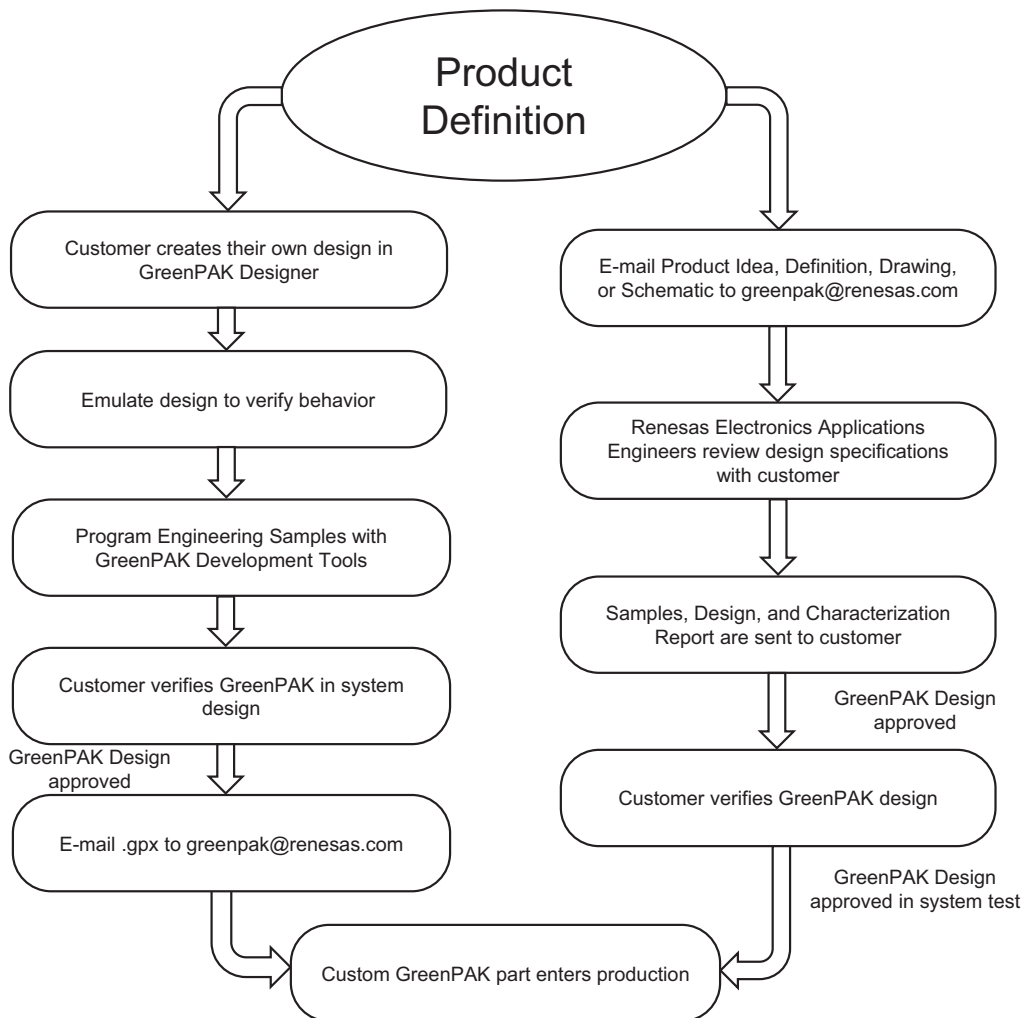 Product
Definition
Customer creates their own design in
GreenPAK Designer
Emulate design to verify behavior
Program Engineering Samples with
GreenPAK Development Tools
Customer verifies GreenPAK in system
design
GreenPAK Design
approved
E-mail .gpx to greenpak@renesas.com
E-mail Product Idea, Definition, Drawing,
or Schematic to greenpak@renesas.com
Renesas Electronics Applications
Engineers review design specifications
with customer
Samples, Design, and Characterization
Report are sent to customer
GreenPAK Design
approved
Customer verifies GreenPAK design
GreenPAK Design
approved in system test
Custom GreenPAK part enters production